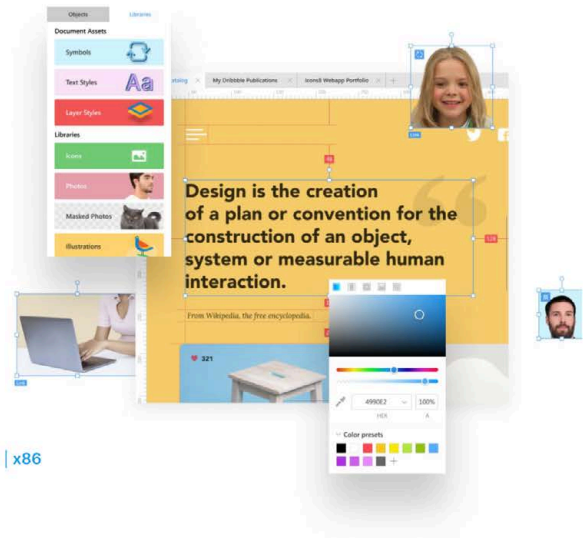 Objects Libraries
Document Assets
Symbols
Text Styles Aa
Layer Styles
Libraries
Icons
Photos
Masked Photos
Illustrations
My Dribbble Publications
Icons8 Webapp Portfolio
Design is the creation
of a plan or convention for the
construction of an object,
system or measurable human
interaction.
From Wikipedia, the free encyclopedia.
321
4990E2 100%
HEX A
Color presets
x86